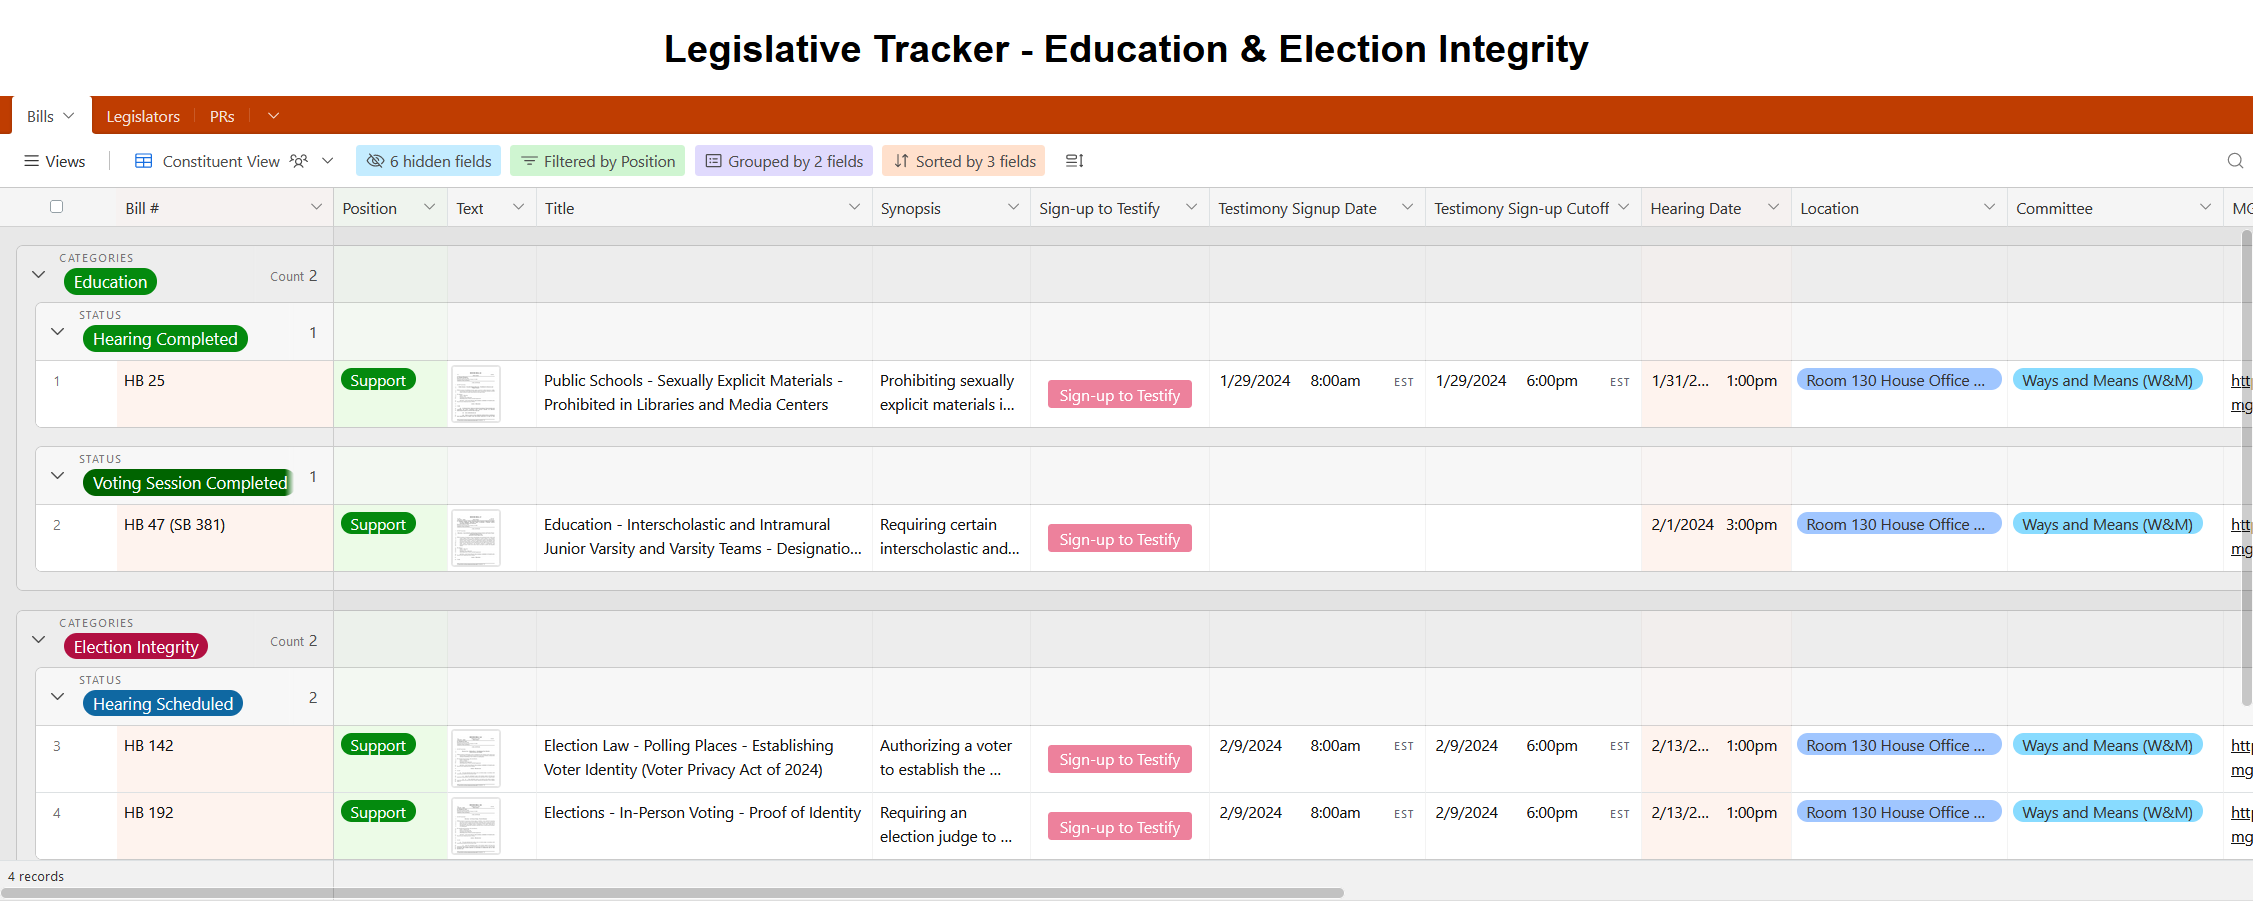 Legislative Tracker - Education & Election Integrity
Bills
Legislators
PRs
Views
Constituent View
6 hidden fields
Filtered by Position
Grouped by 2 fields
Sorted by 3 fields
Bill #
Position
Text
Title
Synopsis
Sign-up to Testify
Testimony Signup Date
Testimony Sign-up Cutoff
Hearing Date
Location
Committee
MG
CATEGORIES
Education
Count 2
STATUS
Hearing Completed
1
1
HB 25
Support
Public Schools - Sexually Explicit Materials -
Prohibited in Libraries and Media Centers
Prohibiting sexually
explicit materials i...
Sign-up to Testify
1/29/2024 8:00am EST
1/29/2024 6:00pm EST
1/31/2... 1:00pm
Room 130 House Office ...
Ways and Means (W&M)
htt
mg
STATUS
Voting Session Completed
1
2
HB 47 (SB 381)
Support
Education - Interscholastic and Intramural
Junior Varsity and Varsity Teams - Designatio...
Requiring certain
interscholastic and...
Sign-up to Testify
2/1/2024 3:00pm
Room 130 House Office ...
Ways and Means (W&M)
htt
mg
CATEGORIES
Election Integrity
Count 2
STATUS
Hearing Scheduled
2
3
HB 142
Support
Election Law - Polling Places - Establishing
Voter Identity (Voter Privacy Act of 2024)
Authorizing a voter
to establish the ...
Sign-up to Testify
2/9/2024 8:00am EST
2/9/2024 6:00pm EST
2/13/2... 1:00pm
Room 130 House Office ...
Ways and Means (W&M)
htt
mg
4
HB 192
Support
Elections - In-Person Voting - Proof of Identity
Requiring an
election judge to ...
Sign-up to Testify
2/9/2024 8:00am EST
2/9/2024 6:00pm EST
2/13/2... 1:00pm
Room 130 House Office ...
Ways and Means (W&M)
htt
mg
4 records